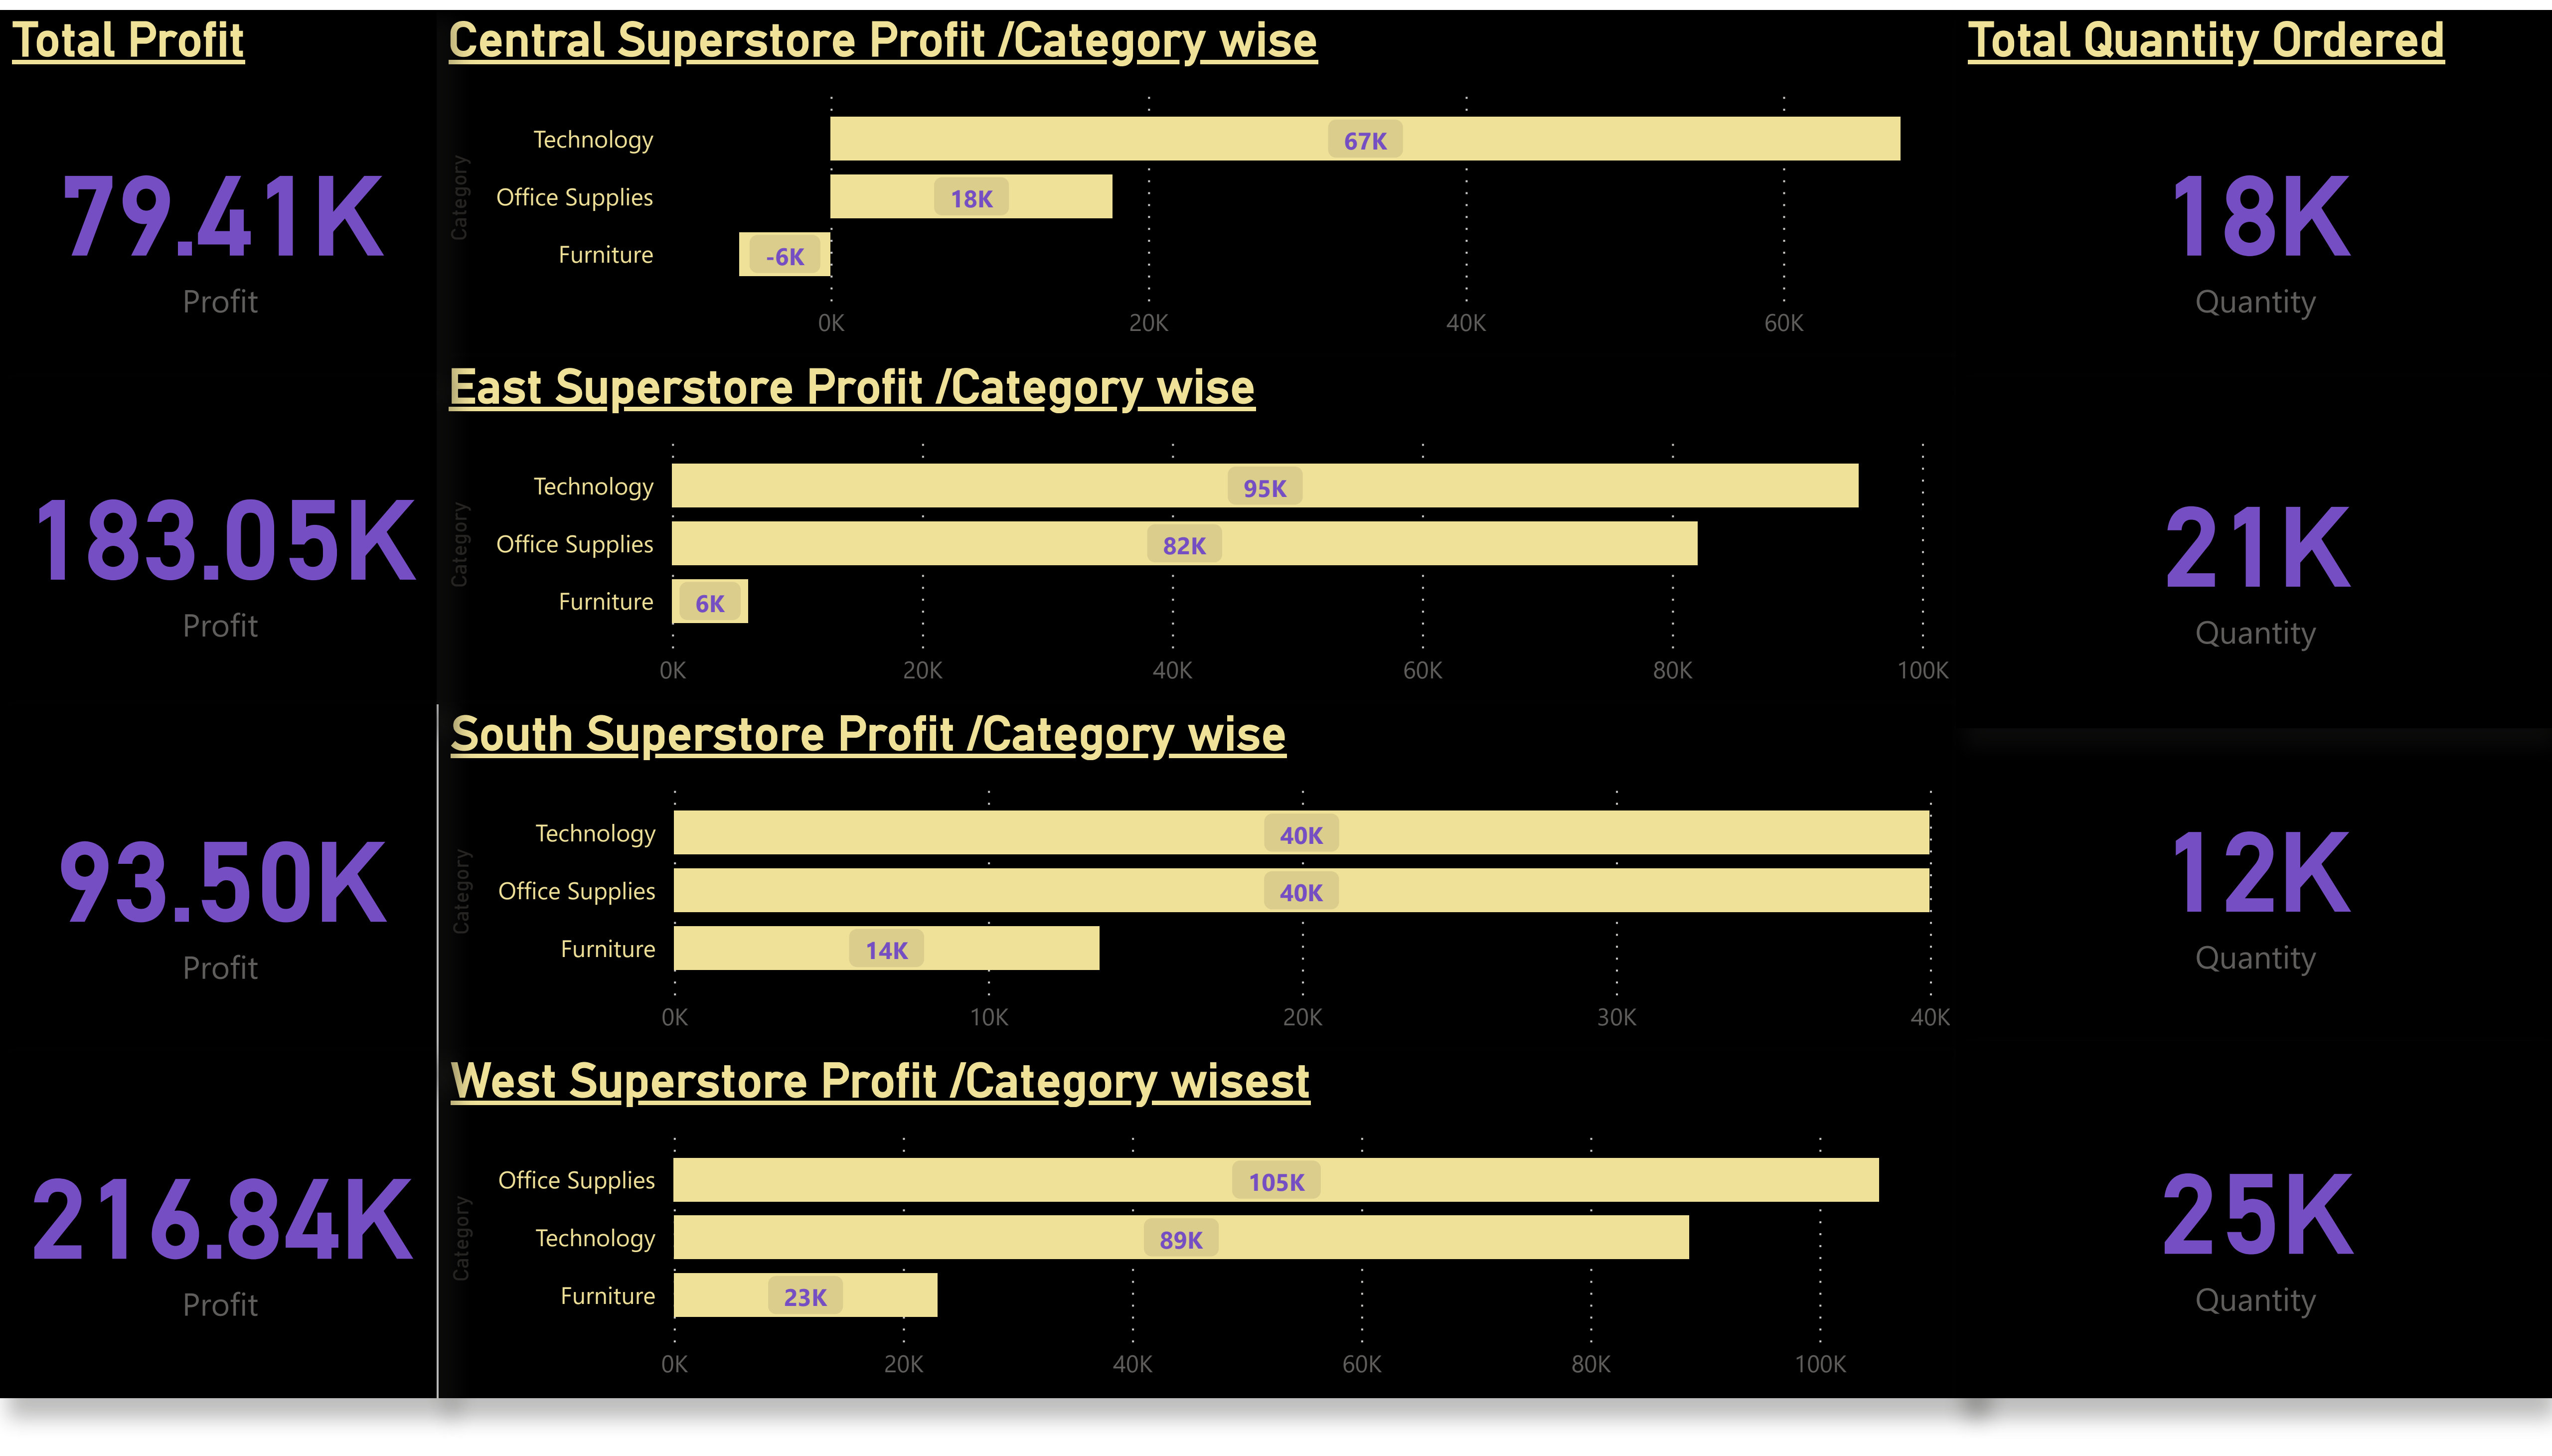 Total Profit
Central Superstore Profit /Category wise
Total Quantity Ordered
79.41K
Profit
Category
Technology
67K
Office Supplies
18K
Furniture
-6K
0K 20K 40K 60K
18K
Quantity
East Superstore Profit /Category wise
183.05K
Profit
Category
Technology
95K
Office Supplies
82K
Furniture
6K
0K 20K 40K 60K 80K 100K
21K
Quantity
South Superstore Profit /Category wise
93.50K
Profit
Category
Technology
40K
Office Supplies
40K
Furniture
14K
0K 10K 20K 30K 40K
12K
Quantity
West Superstore Profit /Category wisest
216.84K
Profit
Category
Office Supplies
105K
Technology
89K
Furniture
23K
0K 20K 40K 60K 80K 100K
25K
Quantity